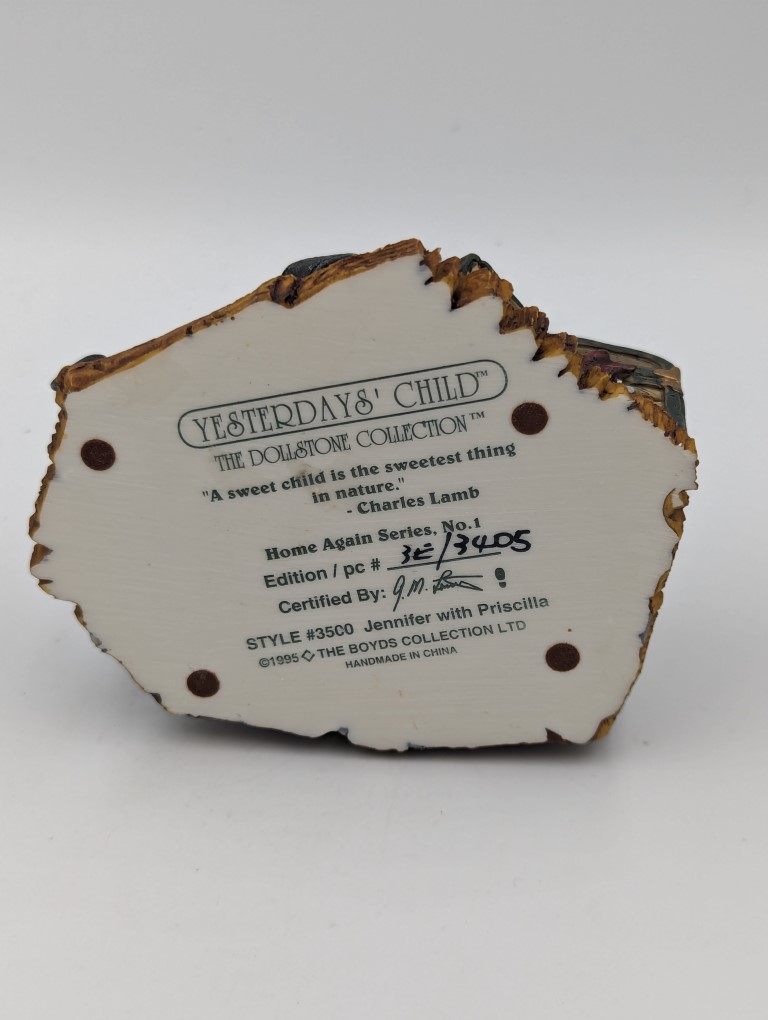 YESTERDAYS' CHILD™
THE DOLLSTONE COLLECTION™
"A sweet child is the sweetest thing
in nature."
- Charles Lamb
Home Again Series, No.1
Edition / pc # 3E/3405
Certified By: J.M.
STYLE #3500 Jennifer with Priscilla
©1995 THE BOYDS COLLECTION LTD
HANDMADE IN CHINA